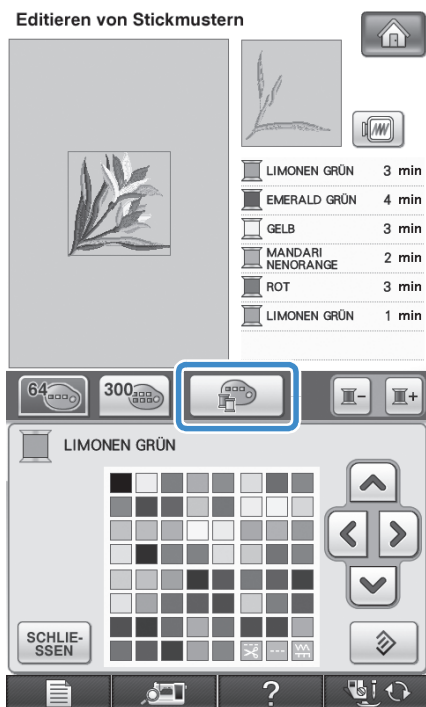 Editieren von Stickmustern
LIMONEN GRÜN 3 min
EMERALD GRÜN 4 min
GELB 3 min
MANDARI
NENORANGE 2 min
ROT 3 min
LIMONEN GRÜN 1 min
64 300 - +
LIMONEN GRÜN
SCHLIE-
SSEN
?